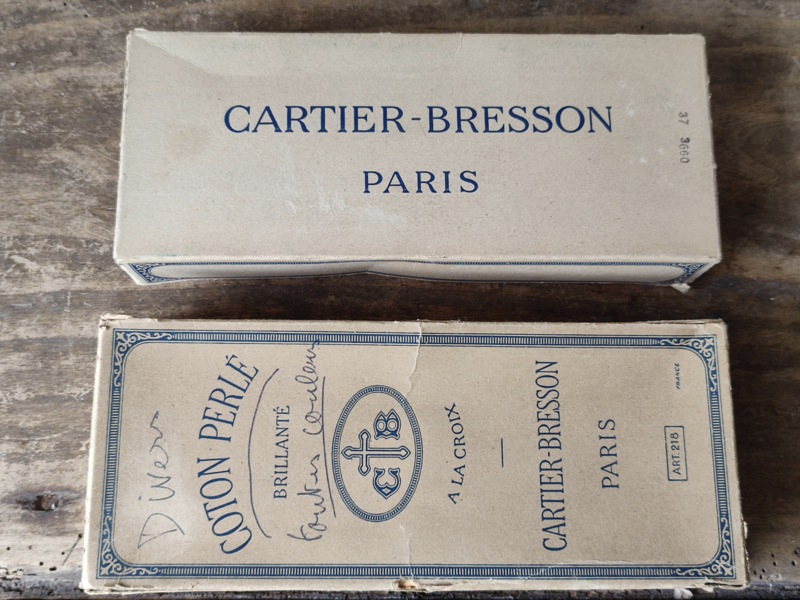 CARTIER-BRESSON
PARIS
37 3660
Divers
COTON PERLÉ
BRILLANTÉ
toutes couleurs
C B
A LA CROIX
CARTIER-BRESSON
PARIS
ART. 218
FRANCE